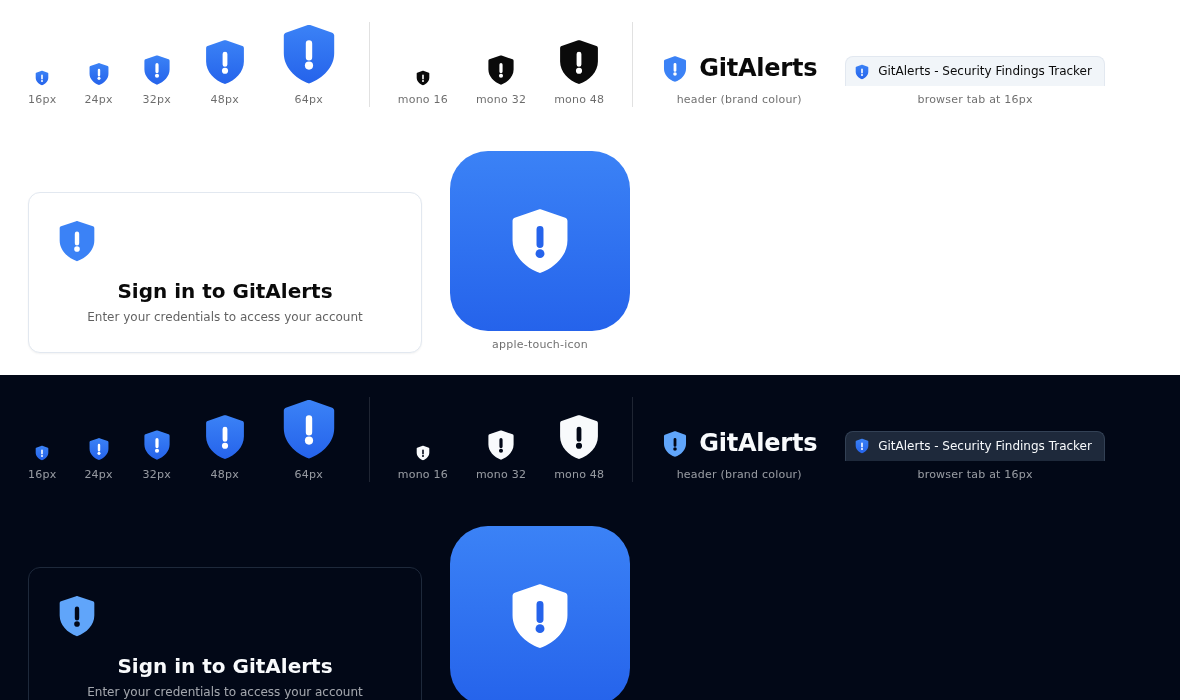 GitAlerts
GitAlerts - Security Findings Tracker
16px 24px 32px 48px 64px mono 16 mono 32 mono 48 header (brand colour) browser tab at 16px
Sign in to GitAlerts
Enter your credentials to access your account
apple-touch-icon
GitAlerts
GitAlerts - Security Findings Tracker
16px 24px 32px 48px 64px mono 16 mono 32 mono 48 header (brand colour) browser tab at 16px
Sign in to GitAlerts
Enter your credentials to access your account